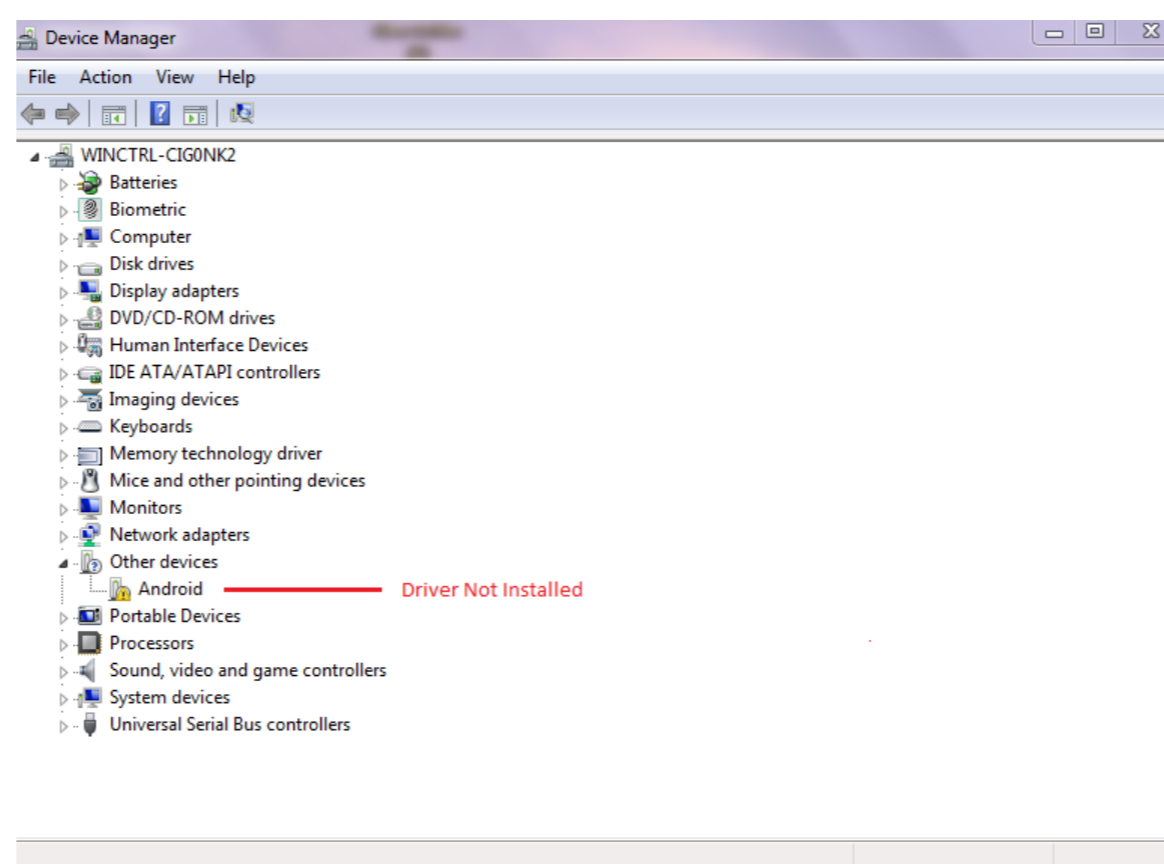 Device Manager
File Action View Help
WINCTRL-CIG0NK2
Batteries
Biometric
Computer
Disk drives
Display adapters
DVD/CD-ROM drives
Human Interface Devices
IDE ATA/ATAPI controllers
Imaging devices
Keyboards
Memory technology driver
Mice and other pointing devices
Monitors
Network adapters
Other devices
Android Driver Not Installed
Portable Devices
Processors
Sound, video and game controllers
System devices
Universal Serial Bus controllers